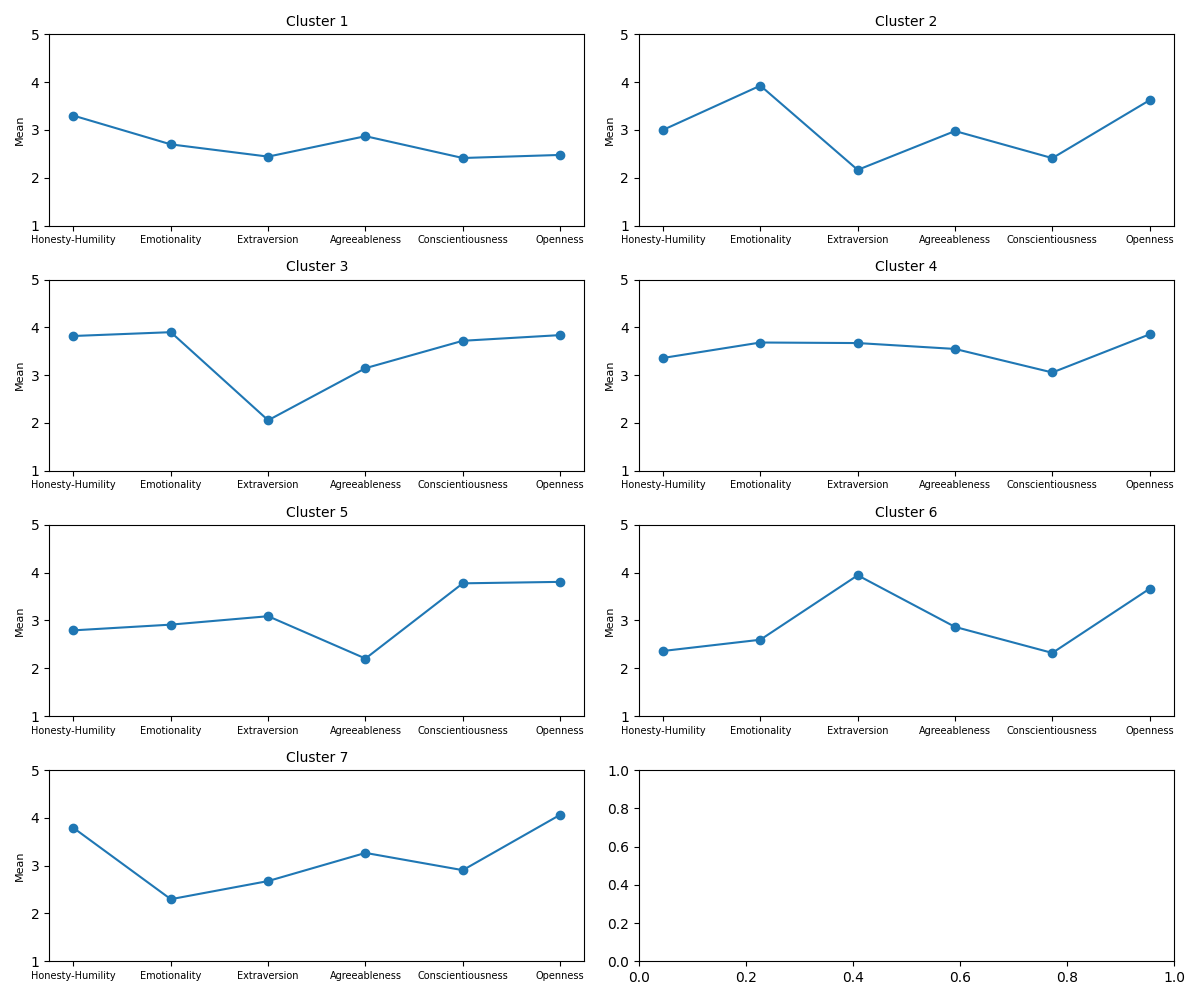 Cluster 1
5
4
3
2
1
Mean
Honesty-Humility Emotionality Extraversion Agreeableness Conscientiousness Openness
Cluster 2
5
4
3
2
1
Mean
Honesty-Humility Emotionality Extraversion Agreeableness Conscientiousness Openness
Cluster 3
5
4
3
2
1
Mean
Honesty-Humility Emotionality Extraversion Agreeableness Conscientiousness Openness
Cluster 4
5
4
3
2
1
Mean
Honesty-Humility Emotionality Extraversion Agreeableness Conscientiousness Openness
Cluster 5
5
4
3
2
1
Mean
Honesty-Humility Emotionality Extraversion Agreeableness Conscientiousness Openness
Cluster 6
5
4
3
2
1
Mean
Honesty-Humility Emotionality Extraversion Agreeableness Conscientiousness Openness
Cluster 7
5
4
3
2
1
Mean
Honesty-Humility Emotionality Extraversion Agreeableness Conscientiousness Openness
1.0
0.8
0.6
0.4
0.2
0.0
0.0 0.2 0.4 0.6 0.8 1.0